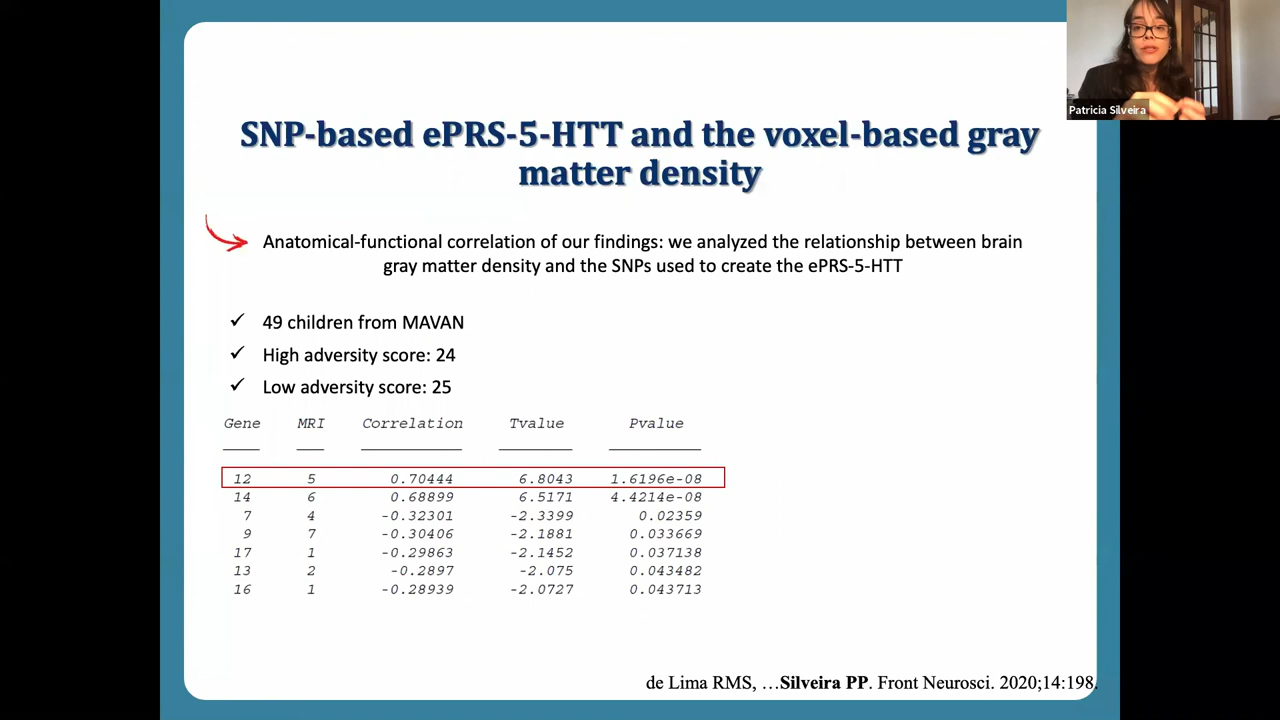 Patricia Silveira
SNP-based ePRS-5-HTT and the voxel-based gray
matter density
Anatomical-functional correlation of our findings: we analyzed the relationship between brain
gray matter density and the SNPs used to create the ePRS-5-HTT
✓ 49 children from MAVAN
✓ High adversity score: 24
✓ Low adversity score: 25
Gene MRI Correlation Tvalue Pvalue
12 5 0.70444 6.8043 1.6196e-08
14 6 0.68899 6.5171 4.4214e-08
7 4 -0.32301 -2.3399 0.02359
9 7 -0.30406 -2.1881 0.033669
17 1 -0.29863 -2.1452 0.037138
13 2 -0.2897 -2.075 0.043482
16 1 -0.28939 -2.0727 0.043713
de Lima RMS, …Silveira PP. Front Neurosci. 2020;14:198.